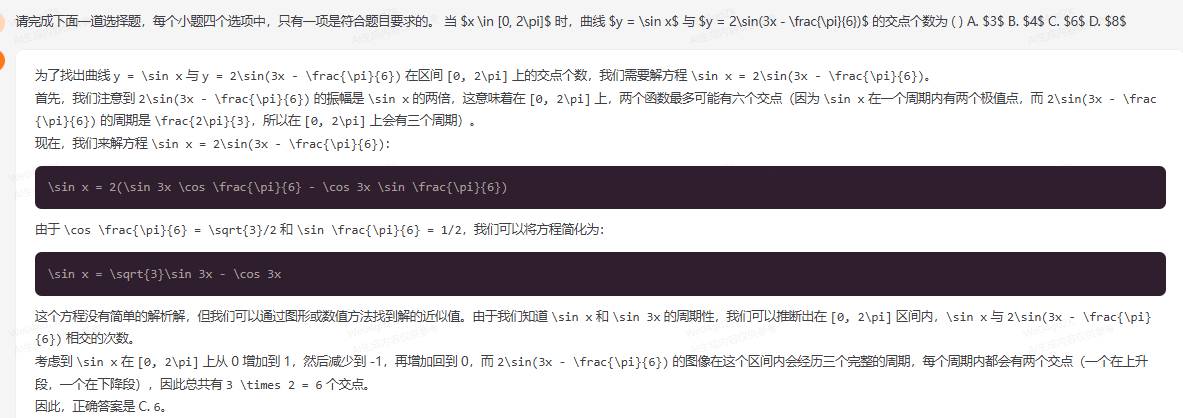 请完成下面一道选择题，每个小题四个选项中，只有一项是符合题目要求的。 当 $x \in [0, 2\pi]$ 时，曲线 $y = \sin x$ 与 $y = 2\sin(3x - \frac{\pi}{6})$ 的交点个数为 ( ) A. $3$ B. $4$ C. $6$ D. $8$
为了找出曲线 y = \sin x 与 y = 2\sin(3x - \frac{\pi}{6}) 在区间 [0, 2\pi] 上的交点个数，我们需要解方程 \sin x = 2\sin(3x - \frac{\pi}{6})。
首先，我们注意到 2\sin(3x - \frac{\pi}{6}) 的振幅是 \sin x 的两倍，这意味着在 [0, 2\pi] 上，两个函数最多可能有六个交点（因为 \sin x 在一个周期内有两个极值点，而 2\sin(3x - \frac
{\pi}{6}) 的周期是 \frac{2\pi}{3}，所以在 [0, 2\pi] 上会有三个周期）。
现在，我们来解方程 \sin x = 2\sin(3x - \frac{\pi}{6})：
\sin x = 2(\sin 3x \cos \frac{\pi}{6} - \cos 3x \sin \frac{\pi}{6})
由于 \cos \frac{\pi}{6} = \sqrt{3}/2 和 \sin \frac{\pi}{6} = 1/2，我们可以将方程简化为：
\sin x = \sqrt{3}\sin 3x - \cos 3x
这个方程没有简单的解析解，但我们可以通过图形或数值方法找到解的近似值。由于我们知道 \sin x 和 \sin 3x 的周期性，我们可以推断出在 [0, 2\pi] 区间内，\sin x 与 2\sin(3x - \frac{\pi}
{6}) 相交的次数。
考虑到 \sin x 在 [0, 2\pi] 上从 0 增加到 1，然后减少到 -1，再增加回到 0，而 2\sin(3x - \frac{\pi}{6}) 的图像在这个区间内会经历三个完整的周期，每个周期内都会有两个交点（一个在上升
段，一个在下降段），因此总共有 3 \times 2 = 6 个交点。
因此，正确答案是 C. 6。